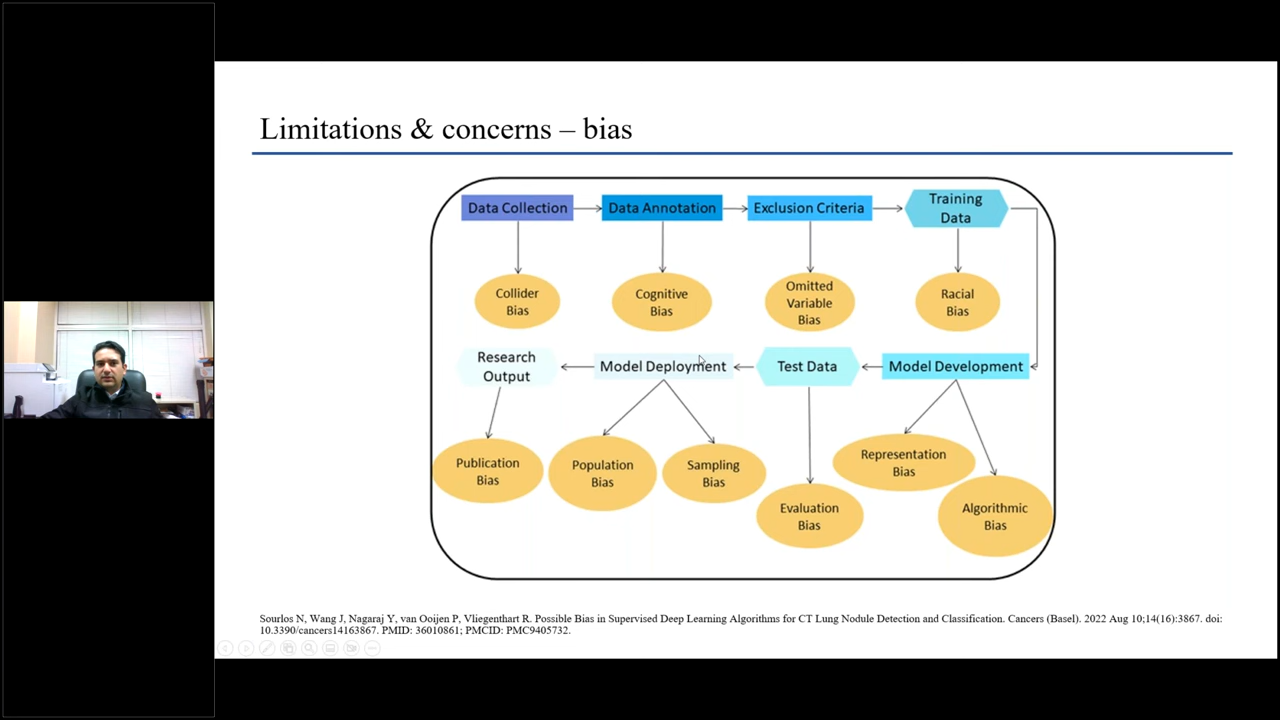 Limitations & concerns – bias
Data Collection
Data Annotation
Exclusion Criteria
Training
Data
Collider
Bias
Cognitive
Bias
Omitted
Variable
Bias
Racial
Bias
Research
Output
Model Deployment
Test Data
Model Development
Publication
Bias
Population
Bias
Sampling
Bias
Evaluation
Bias
Representation
Bias
Algorithmic
Bias
Sourlos N, Wang J, Nagaraj Y, van Ooijen P, Vliegenthart R. Possible Bias in Supervised Deep Learning Algorithms for CT Lung Nodule Detection and Classification. Cancers (Basel). 2022 Aug 10;14(16):3867. doi:
10.3390/cancers14163867. PMID: 36010861; PMCID: PMC9405732.